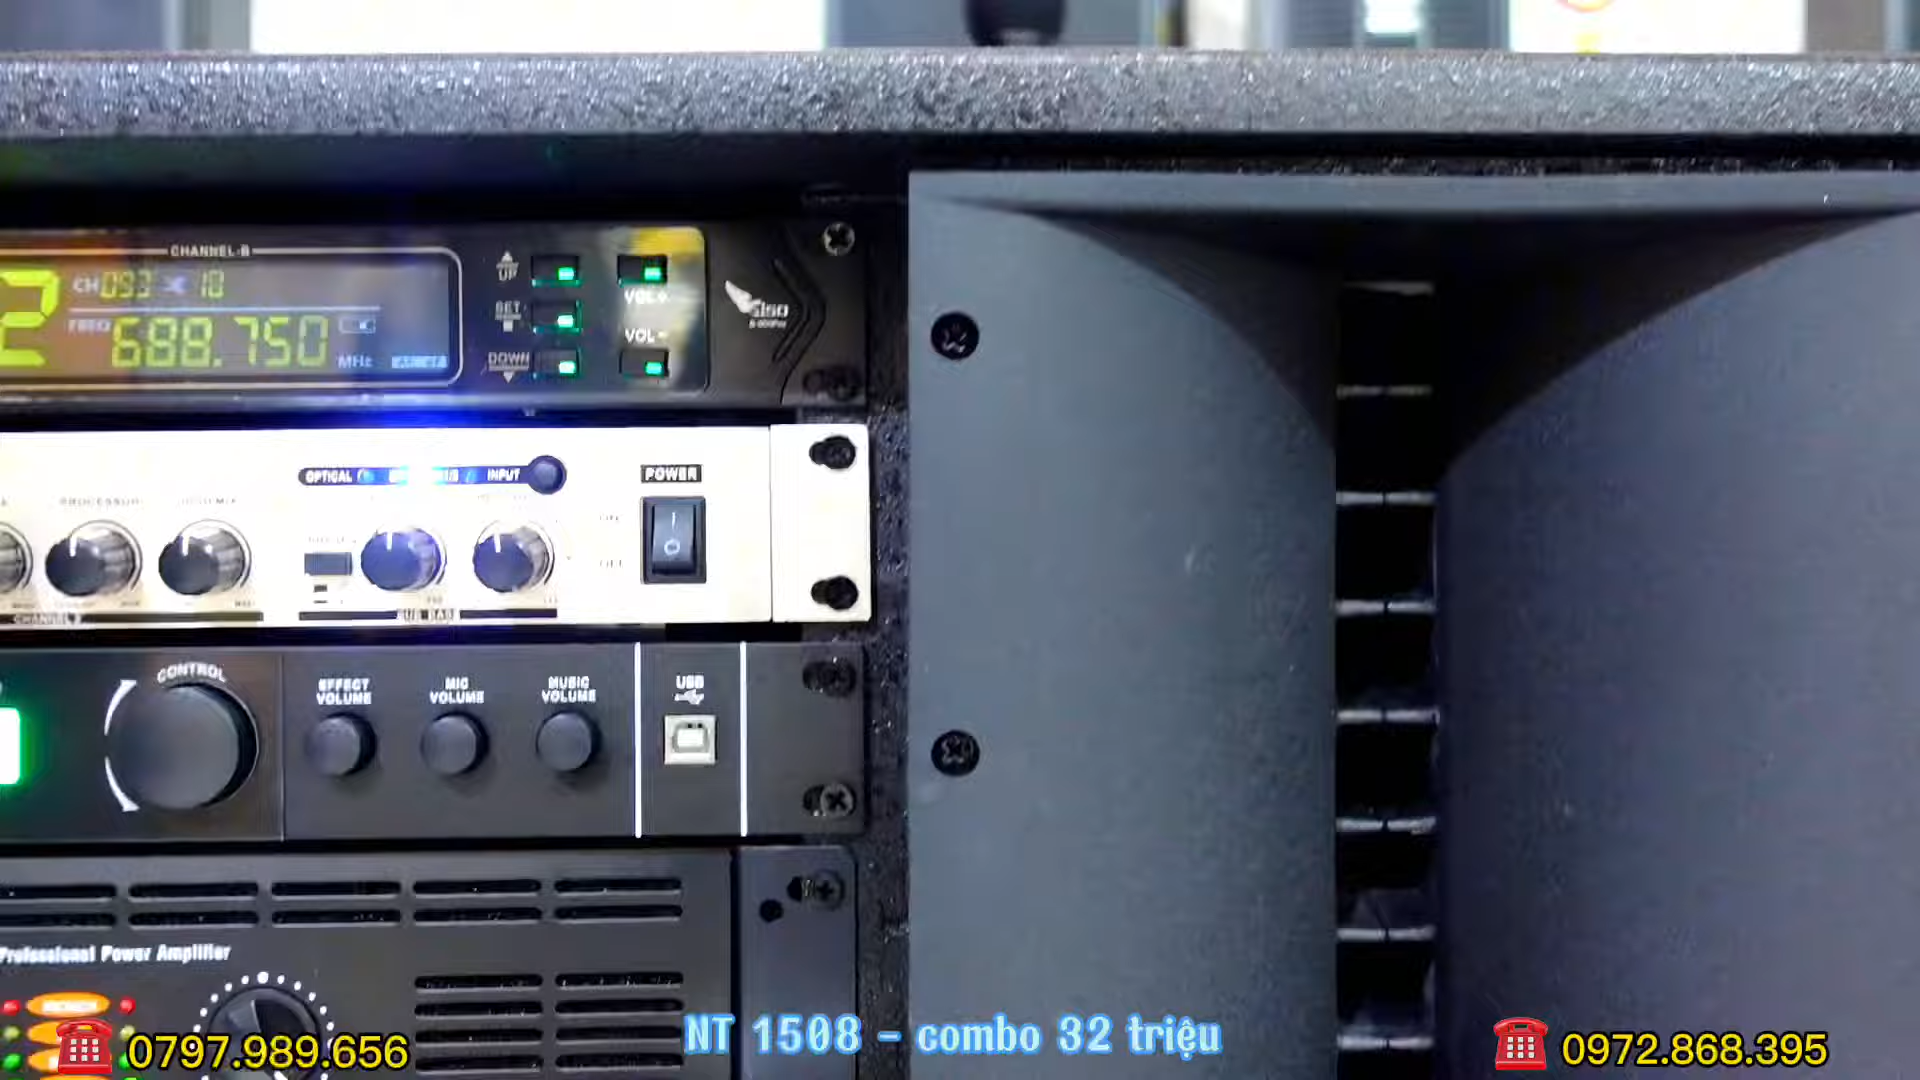 CHANNEL-B
2
CH 093 10
FREQ 688.750 MHz
UP
SET
DOWN
VOL+
VOL-
OPTICAL
INPUT
POWER
PROCESSOR
CONTROL
EFFECT VOLUME
MIC VOLUME
MUSIC VOLUME
USB
Professional Power Amplifier
NT 1508 - combo 32 triệu
0797.989.656
0972.868.395